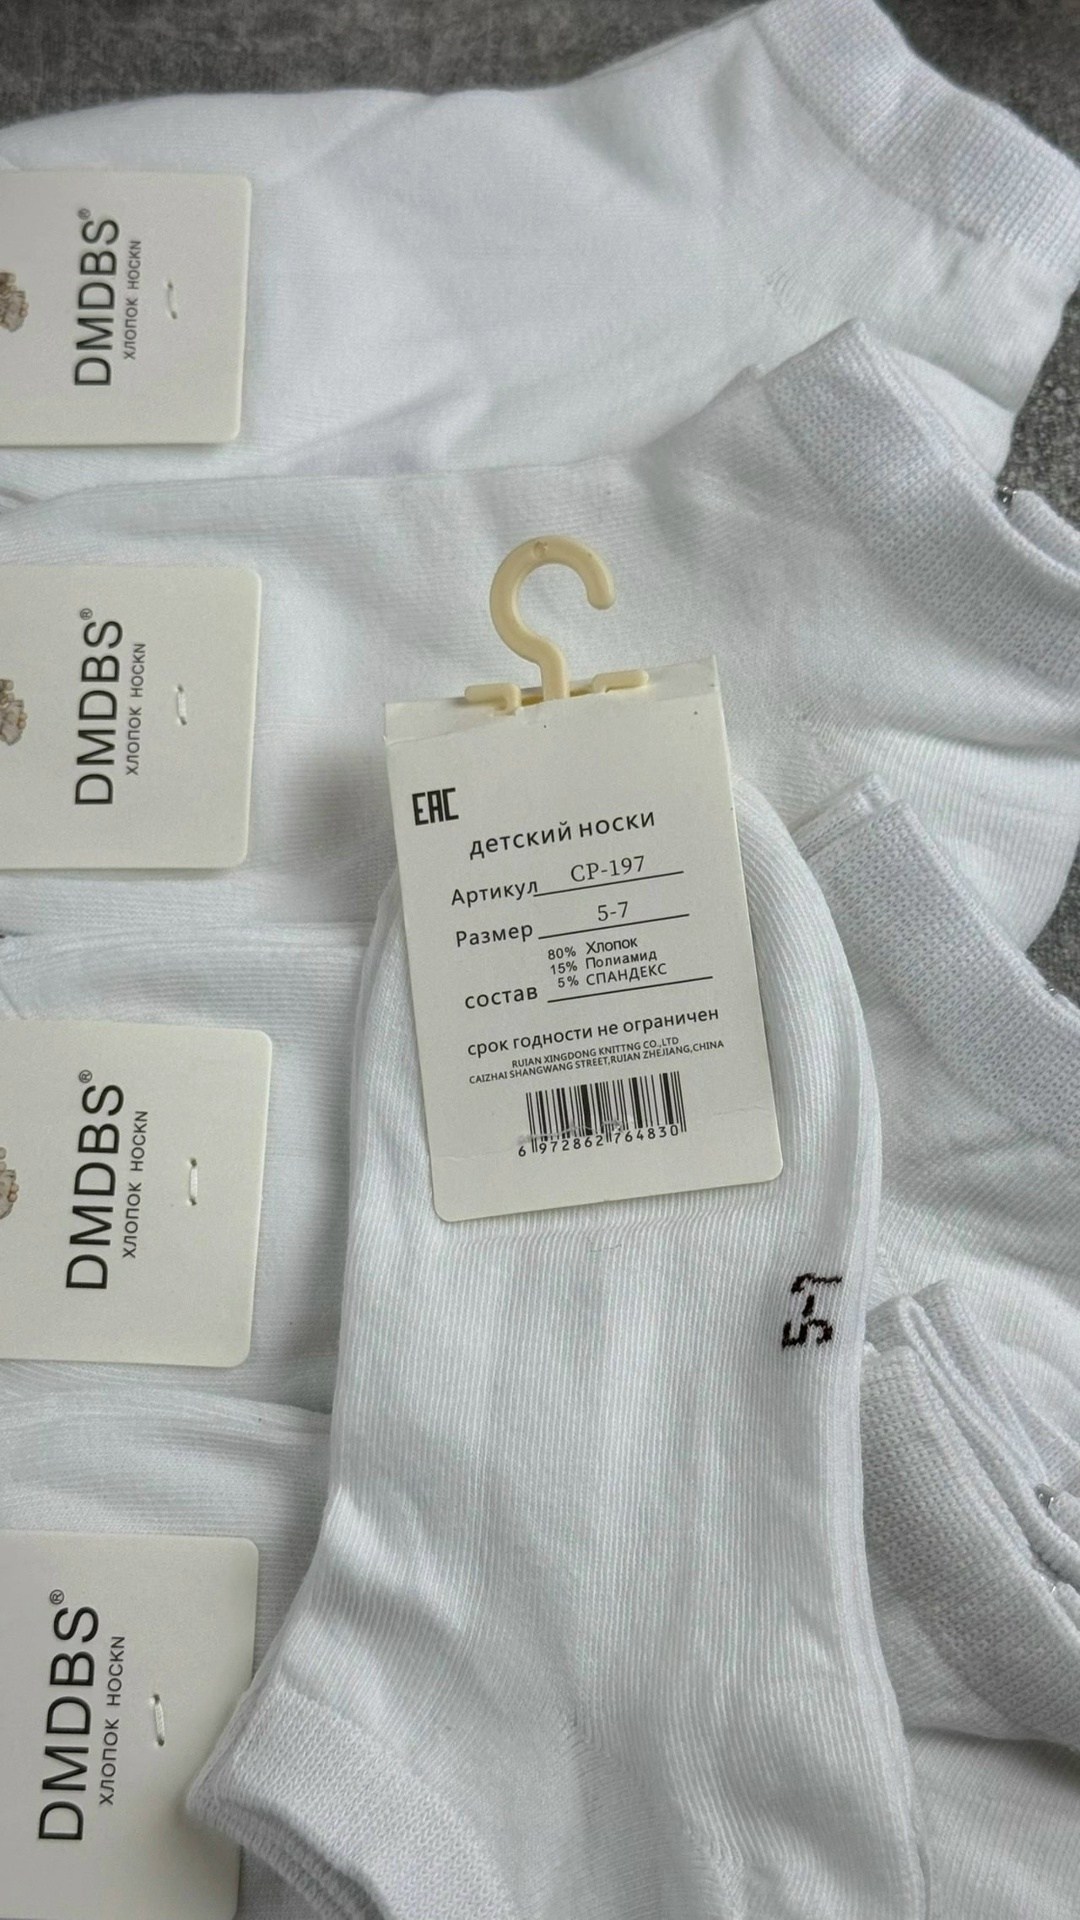 DMDBS®
ХЛОПОК НОСКN
DMDBS®
ХЛОПОК НОСКN
DMDBS®
ХЛОПОК НОСКN
DMDBS®
ХЛОПОК НОСКN
EAC
детский носки
Артикул CP-197
Размер 5-7
80% Хлопок
15% Полиамид
5% СПАНДЕКС
состав
срок годности не ограничен
RUIAN XINGDONG KNITTNG CO.,LTD
CAIZHAI SHANGWANG STREET,RUIAN ZHEJIANG,CHINA
6 972862 764830
5-7